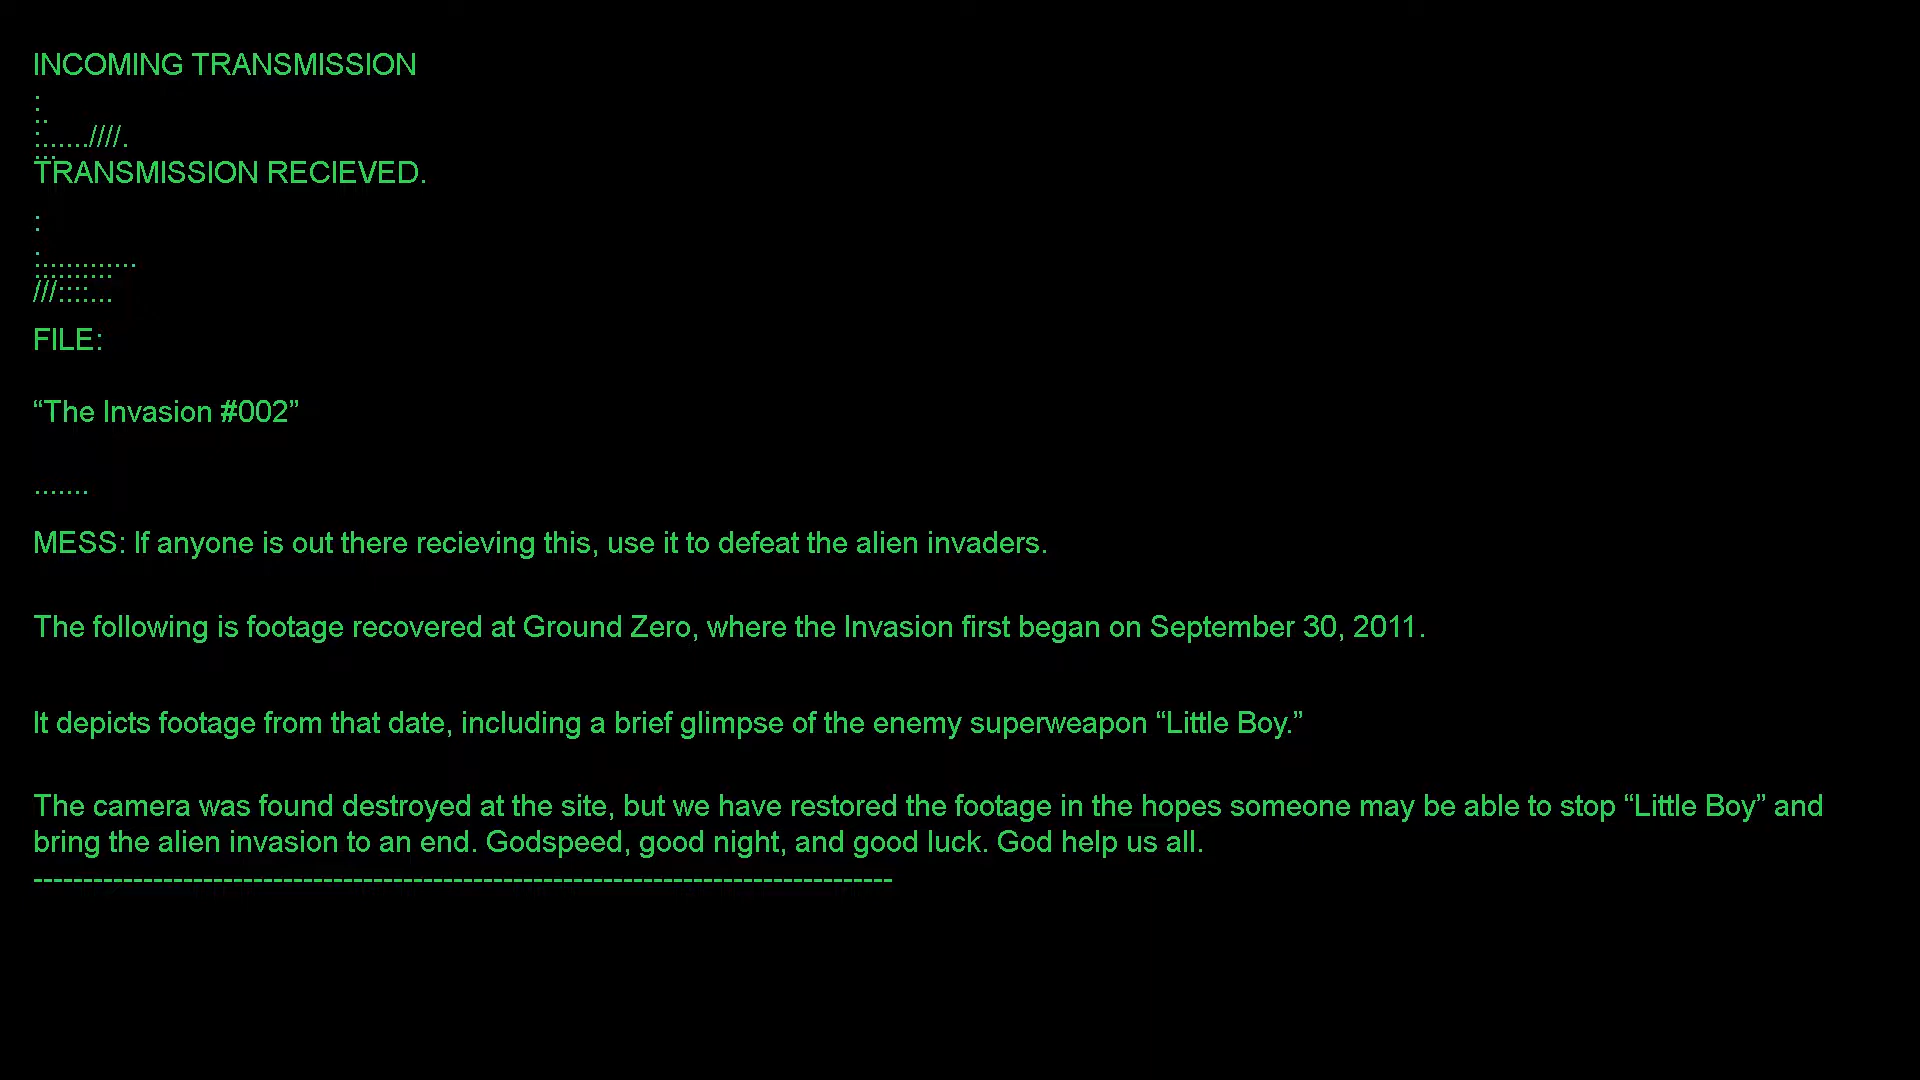 INCOMING TRANSMISSION
:
:.
:.......////.
...
TRANSMISSION RECIEVED.
:
:.............
:.:.:.:.:.
///::::...
FILE:
“The Invasion #002”
.......
MESS: If anyone is out there recieving this, use it to defeat the alien invaders.
The following is footage recovered at Ground Zero, where the Invasion first began on September 30, 2011.
It depicts footage from that date, including a brief glimpse of the enemy superweapon “Little Boy.”
The camera was found destroyed at the site, but we have restored the footage in the hopes someone may be able to stop “Little Boy” and
bring the alien invasion to an end. Godspeed, good night, and good luck. God help us all.
--------------------------------------------------------------------------------------